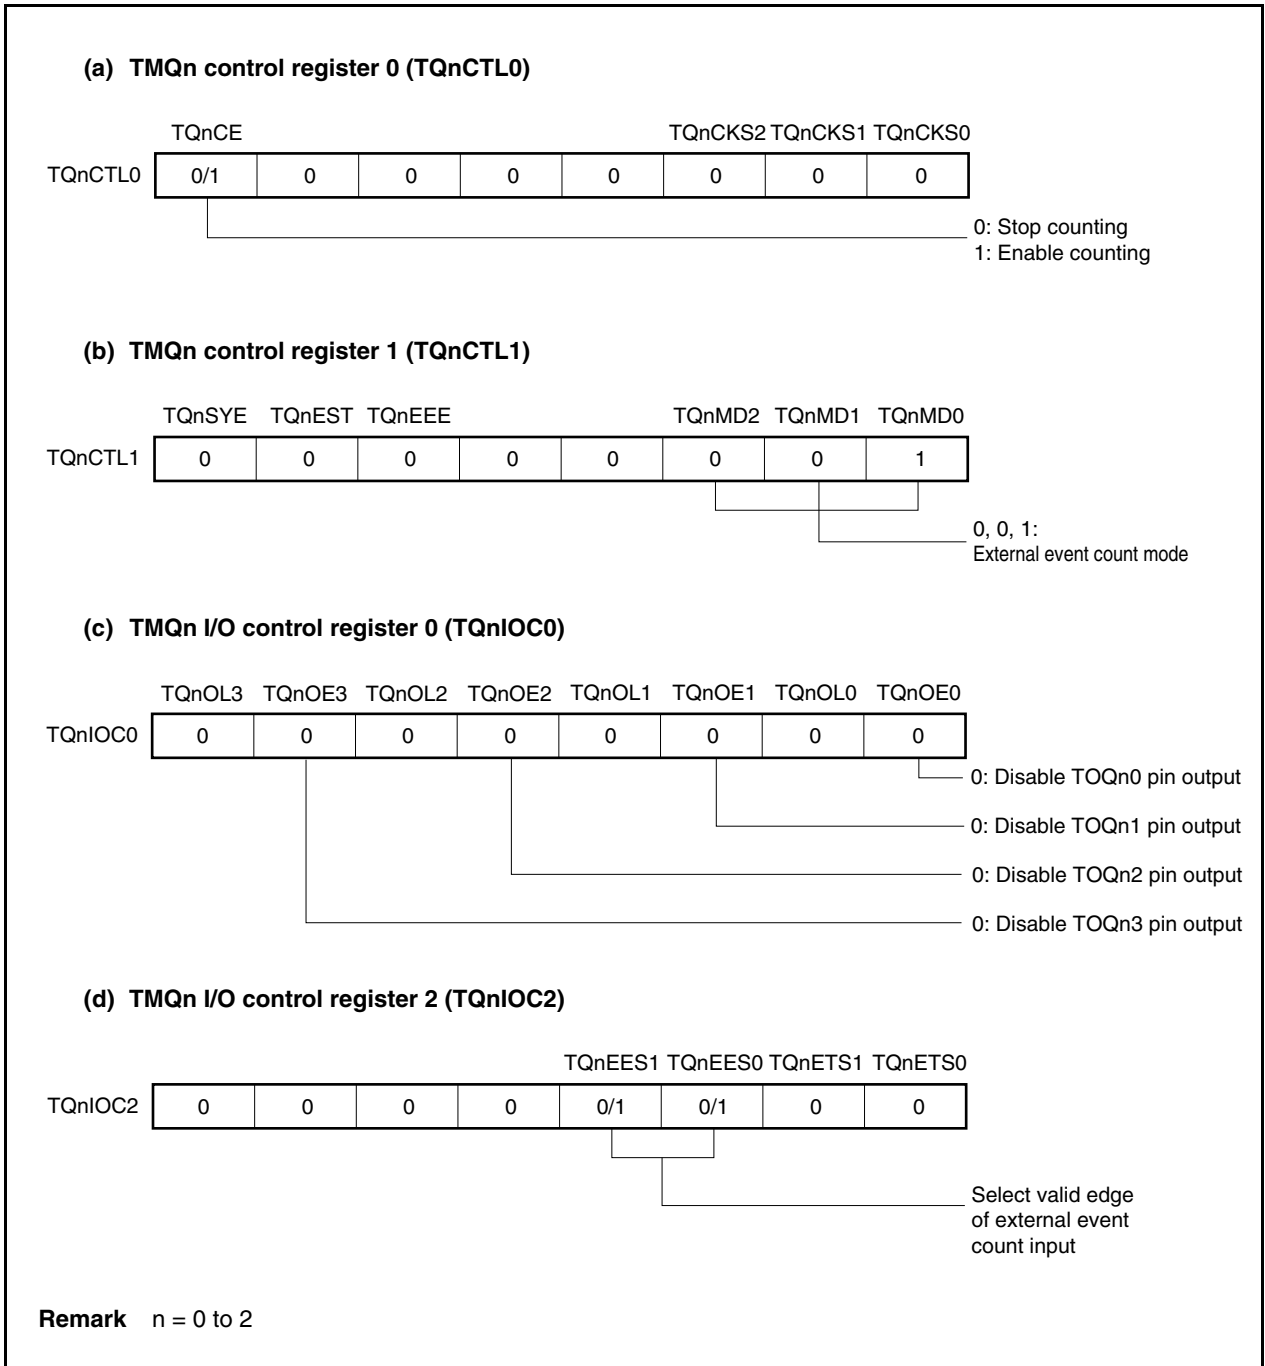 (a) TMQn control register 0 (TQnCTL0)
TQnCE TQnCKS2 TQnCKS1 TQnCKS0
TQnCTL0 0/1 0 0 0 0 0 0 0
0: Stop counting
1: Enable counting
(b) TMQn control register 1 (TQnCTL1)
TQnSYE TQnEST TQnEEE TQnMD2 TQnMD1 TQnMD0
TQnCTL1 0 0 0 0 0 0 0 1
0, 0, 1:
External event count mode
(c) TMQn I/O control register 0 (TQnIOC0)
TQnOL3 TQnOE3 TQnOL2 TQnOE2 TQnOL1 TQnOE1 TQnOL0 TQnOE0
TQnIOC0 0 0 0 0 0 0 0 0
0: Disable TOQn0 pin output
0: Disable TOQn1 pin output
0: Disable TOQn2 pin output
0: Disable TOQn3 pin output
(d) TMQn I/O control register 2 (TQnIOC2)
TQnEES1 TQnEES0 TQnETS1 TQnETS0
TQnIOC2 0 0 0 0 0/1 0/1 0 0
Select valid edge
of external event
count input
Remark n = 0 to 2